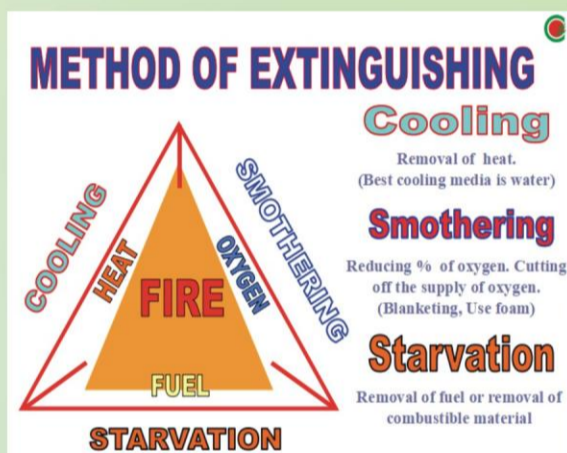 METHOD OF EXTINGUISHING
COOLING
HEAT
FIRE
OXYGEN
SMOTHERING
FUEL
STARVATION
Cooling
Removal of heat.
(Best cooling media is water)
Smothering
Reducing % of oxygen. Cutting
off the supply of oxygen.
(Blanketing, Use foam)
Starvation
Removal of fuel or removal of
combustible material